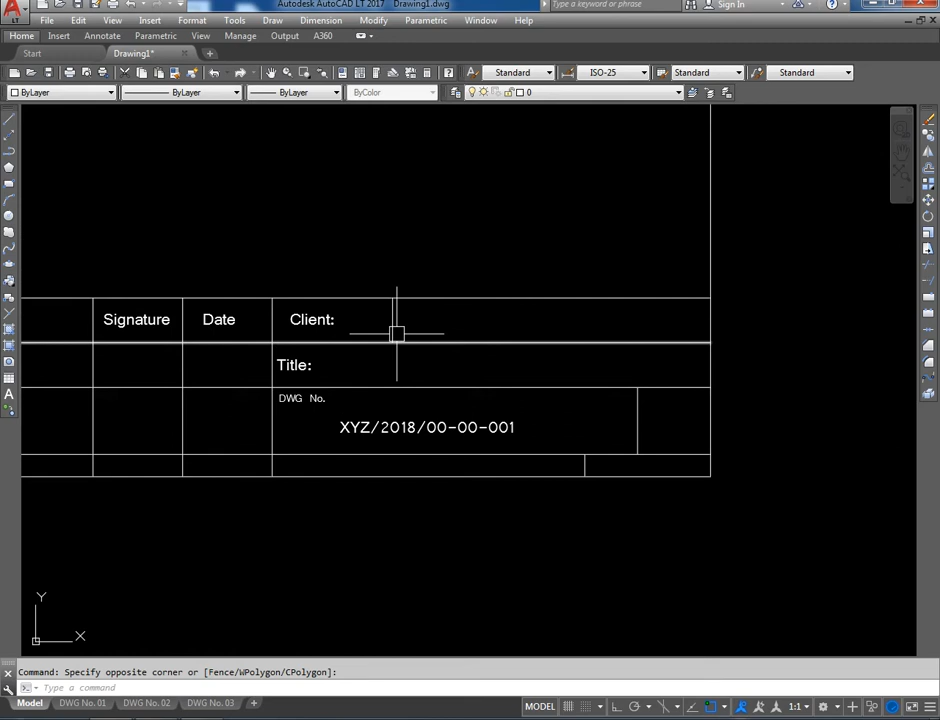 Autodesk AutoCAD LT 2017 Drawing1.dwg
Type a keyword or phrase
Sign In
LT
File Edit View Insert Format Tools Draw Dimension Modify Parametric Window Help
Home Insert Annotate Parametric View Manage Output A360
Start Drawing1*
Standard ISO-25 Standard Standard
ByLayer ByLayer ByLayer ByColor 0
Signature Date Client:
Title:
DWG No.
XYZ/2018/00-00-001
Y
X
Command: Specify opposite corner or [Fence/WPolygon/CPolygon]:
Type a command
Model DWG No. 01 DWG No. 02 DWG No. 03
MODEL 1:1